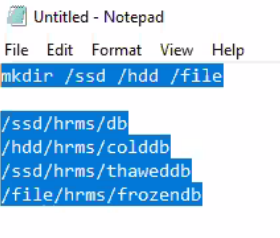 Untitled - Notepad
File Edit Format View Help
mkdir /ssd /hdd /file
/ssd/hrms/db
/hdd/hrms/colddb
/ssd/hrms/thaweddb
/file/hrms/frozendb